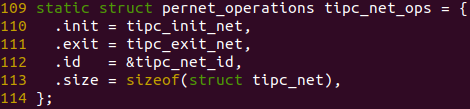 109 static struct pernet_operations tipc_net_ops = {
110   .init = tipc_init_net,
111   .exit = tipc_exit_net,
112   .id   = &tipc_net_id,
113   .size = sizeof(struct tipc_net),
114 };